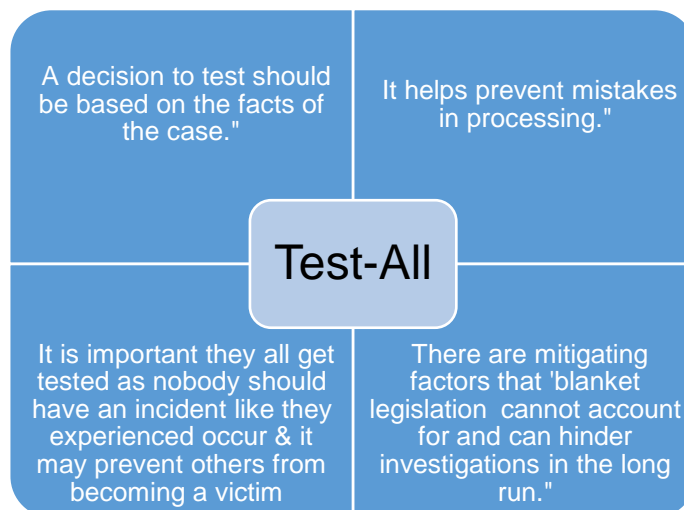 A decision to test should
be based on the facts of
the case."
It helps prevent mistakes
in processing."
Test-All
It is important they all get
tested as nobody should
have an incident like they
experienced occur & it
may prevent others from
becoming a victim
There are mitigating
factors that 'blanket
legislation  cannot account
for and can hinder
investigations in the long
run."